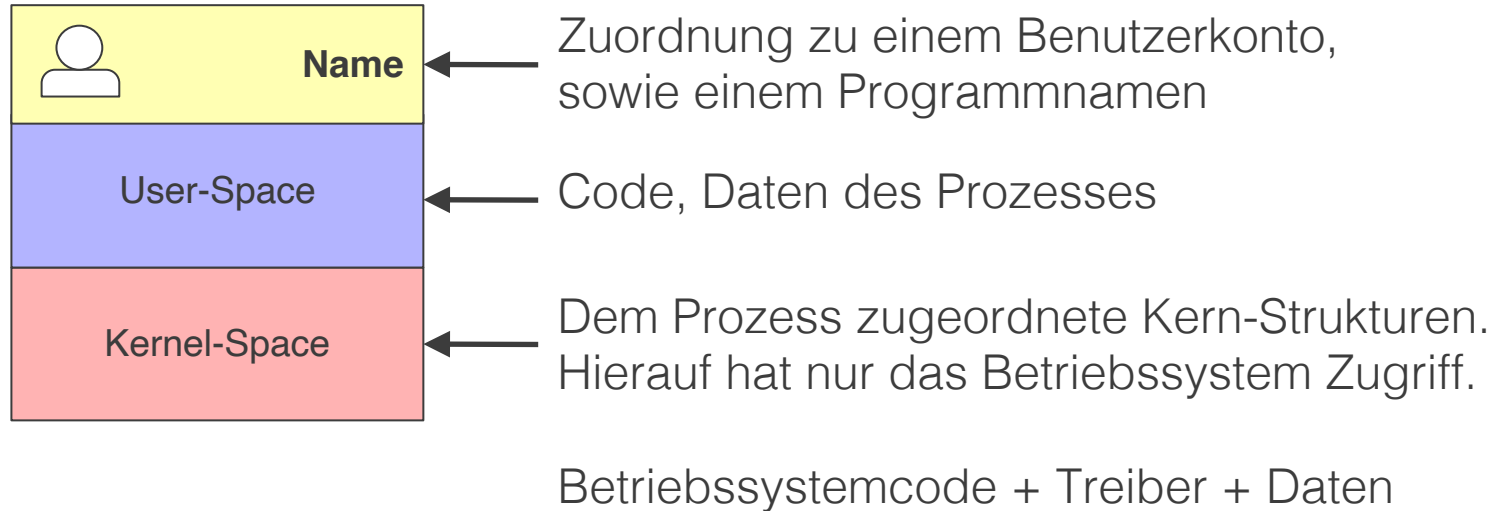 Name
Zuordnung zu einem Benutzerkonto,
sowie einem Programmnamen
User-Space
Code, Daten des Prozesses
Kernel-Space
Dem Prozess zugeordnete Kern-Strukturen.
Hierauf hat nur das Betriebssystem Zugriff.
Betriebssystemcode + Treiber + Daten